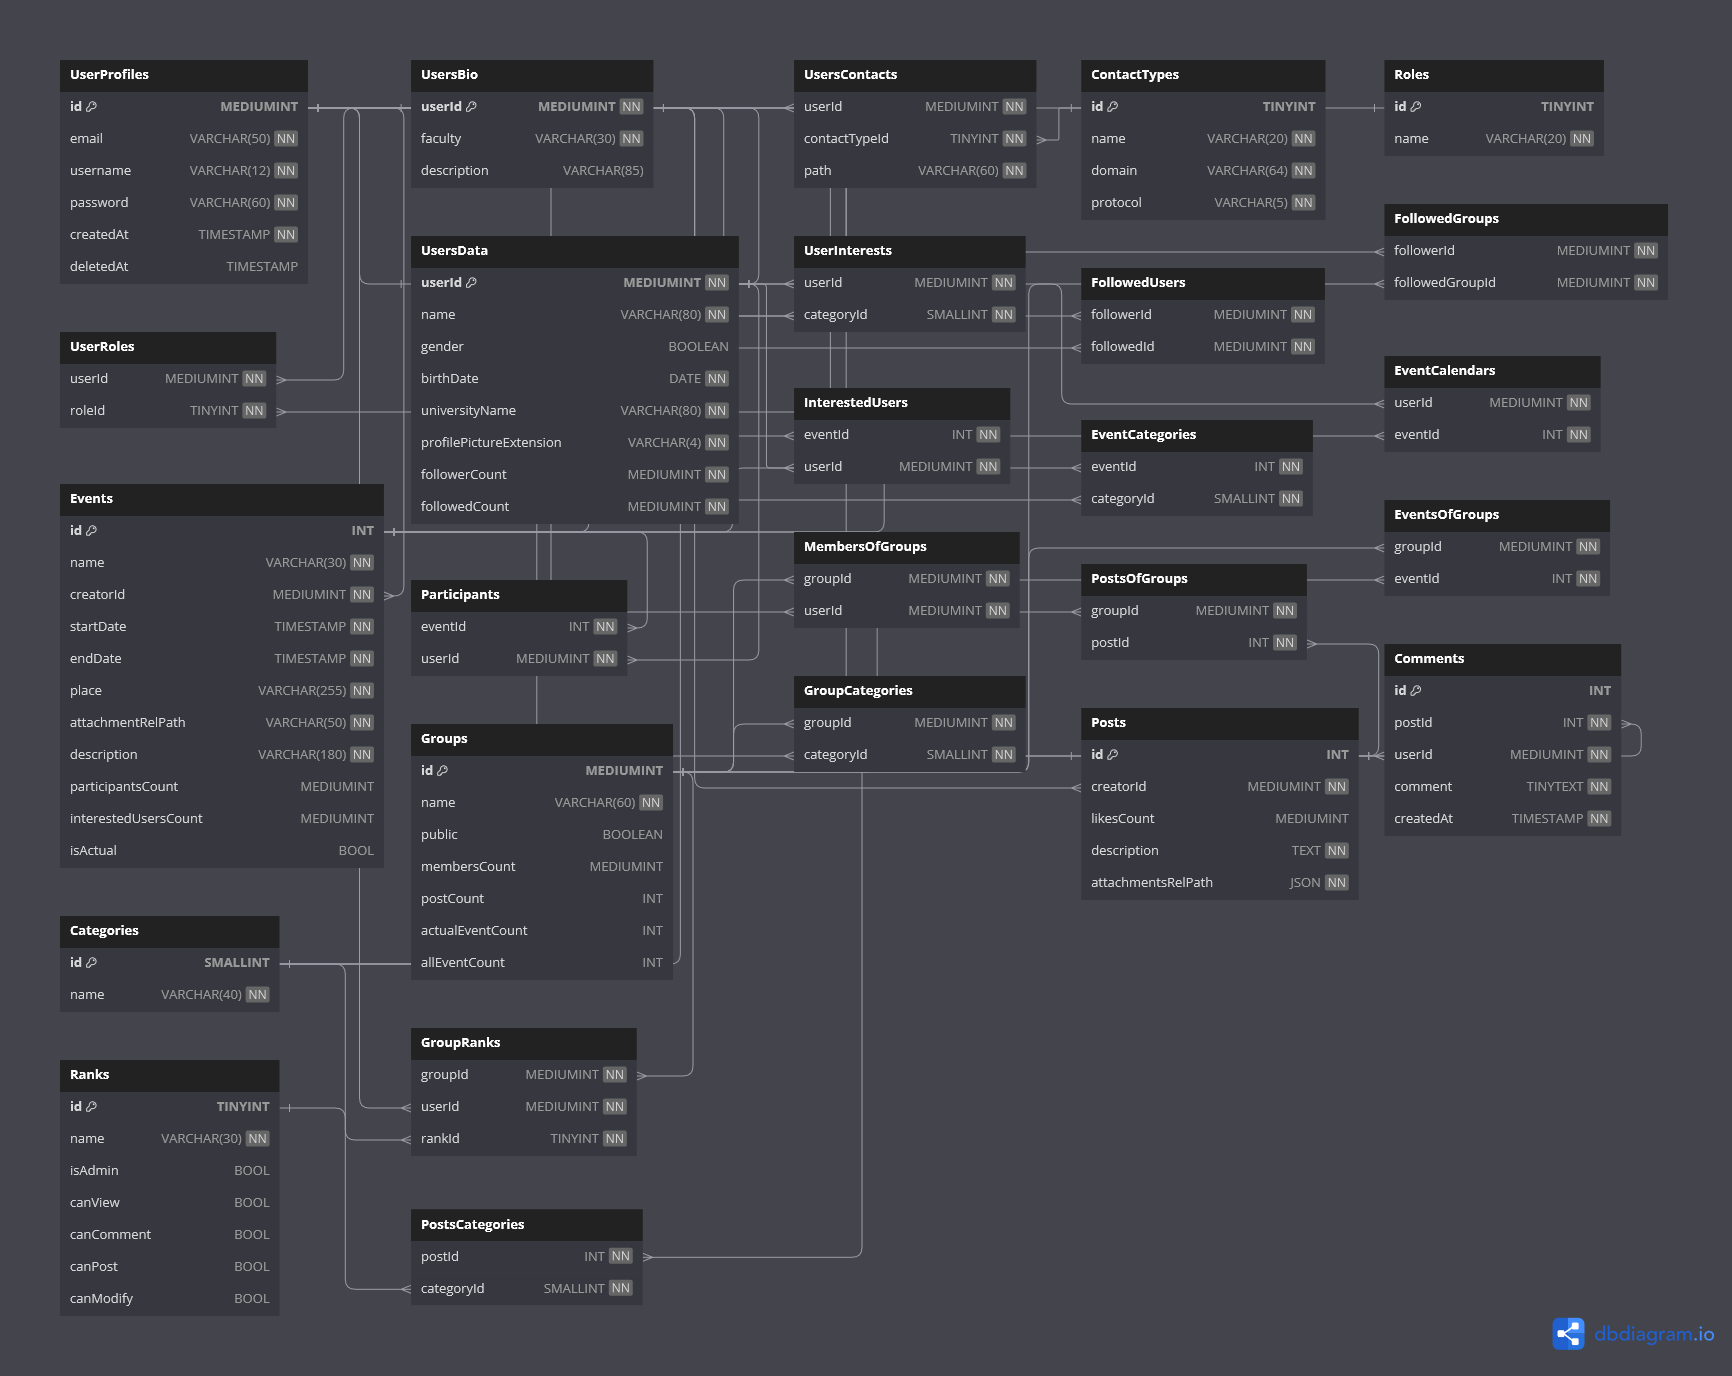 UserProfiles
id MEDIUMINT
email VARCHAR(50) NN
username VARCHAR(12) NN
password VARCHAR(60) NN
createdAt TIMESTAMP NN
deletedAt TIMESTAMP
UserRoles
userId MEDIUMINT NN
roleId TINYINT NN
Events
id INT
name VARCHAR(30) NN
creatorId MEDIUMINT NN
startDate TIMESTAMP NN
endDate TIMESTAMP NN
place VARCHAR(255) NN
attachmentRelPath VARCHAR(50) NN
description VARCHAR(180) NN
participantsCount MEDIUMINT
interestedUsersCount MEDIUMINT
isActual BOOL
Categories
id SMALLINT
name VARCHAR(40) NN
Ranks
id TINYINT
name VARCHAR(30) NN
isAdmin BOOL
canView BOOL
canComment BOOL
canPost BOOL
canModify BOOL
UsersBio
userId MEDIUMINT NN
faculty VARCHAR(30) NN
description VARCHAR(85)
UsersData
userId MEDIUMINT NN
name VARCHAR(80) NN
gender BOOLEAN
birthDate DATE NN
universityName VARCHAR(80) NN
profilePictureExtension VARCHAR(4) NN
followerCount MEDIUMINT NN
followedCount MEDIUMINT NN
Participants
eventId INT NN
userId MEDIUMINT NN
Groups
id MEDIUMINT
name VARCHAR(60) NN
public BOOLEAN
membersCount MEDIUMINT
postCount INT
actualEventCount INT
allEventCount INT
GroupRanks
groupId MEDIUMINT NN
userId MEDIUMINT NN
rankId TINYINT NN
PostsCategories
postId INT NN
categoryId SMALLINT NN
UsersContacts
userId MEDIUMINT NN
contactTypeId TINYINT NN
path VARCHAR(60) NN
UserInterests
userId MEDIUMINT NN
categoryId SMALLINT NN
InterestedUsers
eventId INT NN
userId MEDIUMINT NN
MembersOfGroups
groupId MEDIUMINT NN
userId MEDIUMINT NN
GroupCategories
groupId MEDIUMINT NN
categoryId SMALLINT NN
ContactTypes
id TINYINT
name VARCHAR(20) NN
domain VARCHAR(64) NN
protocol VARCHAR(5) NN
FollowedUsers
followerId MEDIUMINT NN
followedId MEDIUMINT NN
EventCategories
eventId INT NN
categoryId SMALLINT NN
PostsOfGroups
groupId MEDIUMINT NN
postId INT NN
Posts
id INT
creatorId MEDIUMINT NN
likesCount MEDIUMINT
description TEXT NN
attachmentsRelPath JSON NN
Roles
id TINYINT
name VARCHAR(20) NN
FollowedGroups
followerId MEDIUMINT NN
followedGroupId MEDIUMINT NN
EventCalendars
userId MEDIUMINT NN
eventId INT NN
EventsOfGroups
groupId MEDIUMINT NN
eventId INT NN
Comments
id INT
postId INT NN
userId MEDIUMINT NN
comment TINYTEXT NN
createdAt TIMESTAMP NN
dbdiagram.io